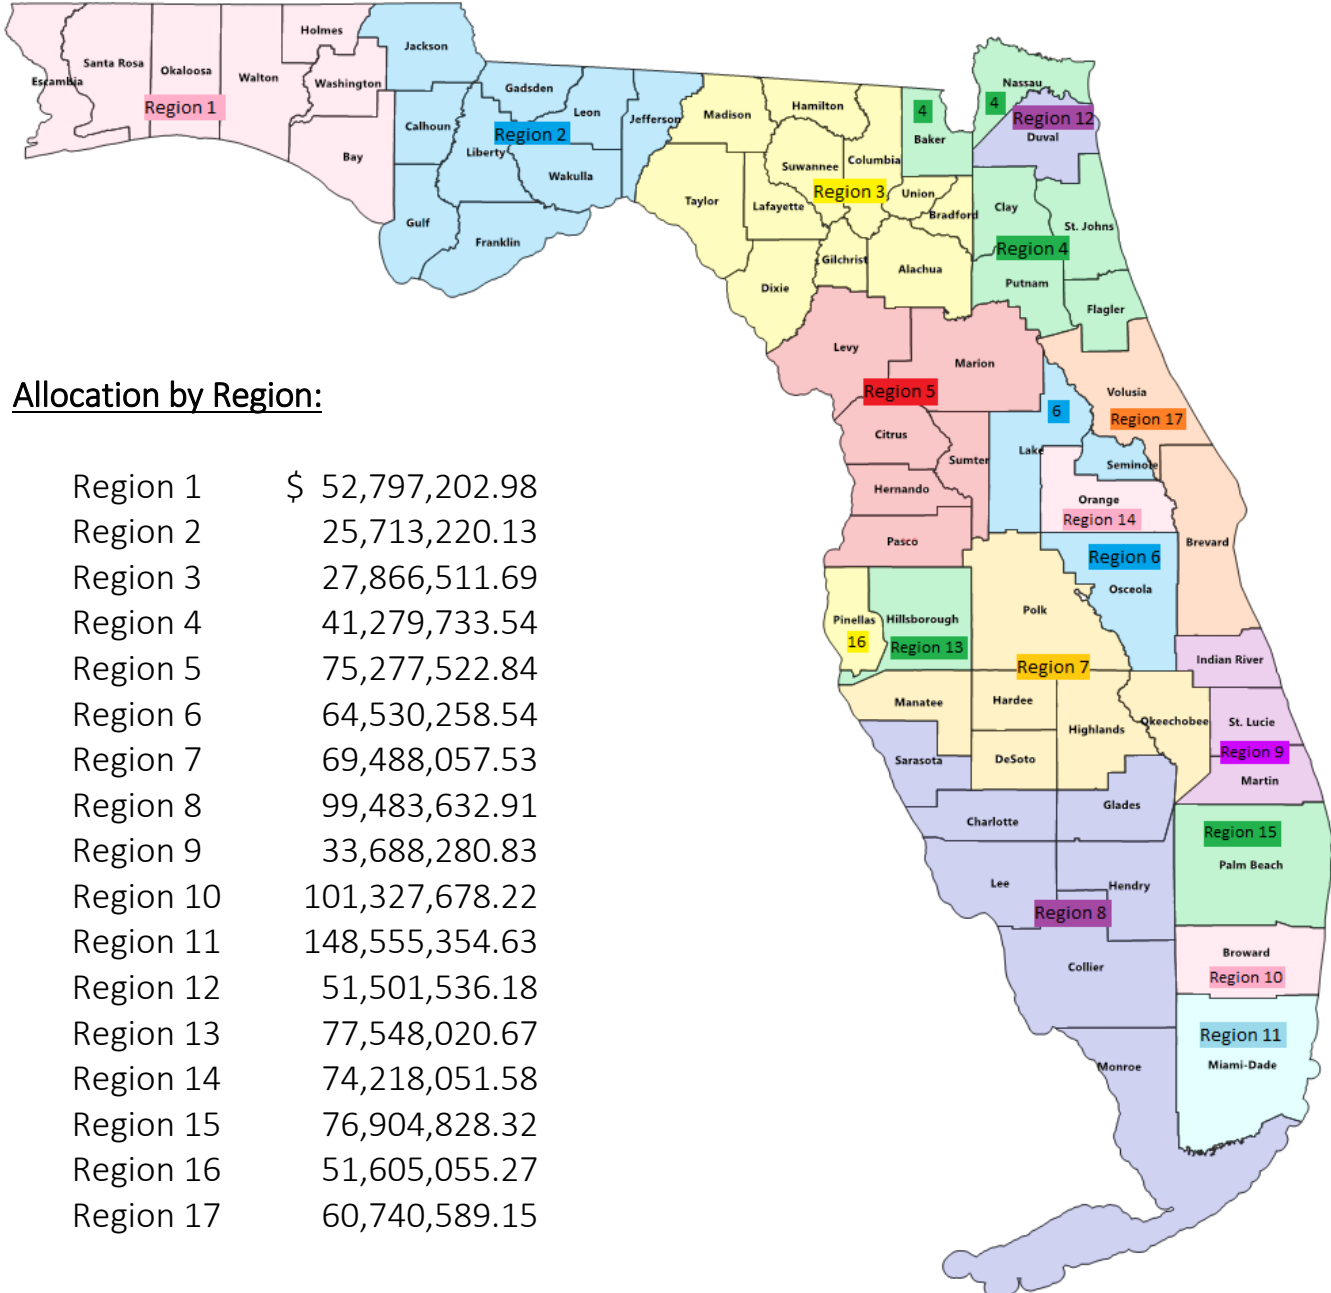 Holmes
Jackson
Santa Rosa
Okaloosa
Escambia
Walton
Washington
Region 1
Bay
Gadsden
Leon
Jefferson
Calhoun
Region 2
Liberty
Wakulla
Gulf
Franklin
Madison
Hamilton
Suwannee
Columbia
Region 3
Taylor
Lafayette
Union
Bradford
Gilchrist
Alachua
Dixie
Nassau
4
4
Baker
Region 12
Duval
Clay
St. Johns
Region 4
Putnam
Flagler
Levy
Marion
Region 5
Volusia
Region 17
6
Citrus
Lake
Sumter
Seminole
Hernando
Orange
Region 14
Pasco
Brevard
Region 6
Osceola
Polk
Pinellas
16
Hillsborough
Region 13
Region 7
Indian River
Manatee
Hardee
Highlands
Okeechobee
St. Lucie
Region 9
Martin
Sarasota
DeSoto
Charlotte
Glades
Region 15
Palm Beach
Lee
Hendry
Region 8
Collier
Broward
Region 10
Region 11
Miami-Dade
Monroe
Allocation by Region:
Region 1 $ 52,797,202.98
Region 2 25,713,220.13
Region 3 27,866,511.69
Region 4 41,279,733.54
Region 5 75,277,522.84
Region 6 64,530,258.54
Region 7 69,488,057.53
Region 8 99,483,632.91
Region 9 33,688,280.83
Region 10 101,327,678.22
Region 11 148,555,354.63
Region 12 51,501,536.18
Region 13 77,548,020.67
Region 14 74,218,051.58
Region 15 76,904,828.32
Region 16 51,605,055.27
Region 17 60,740,589.15